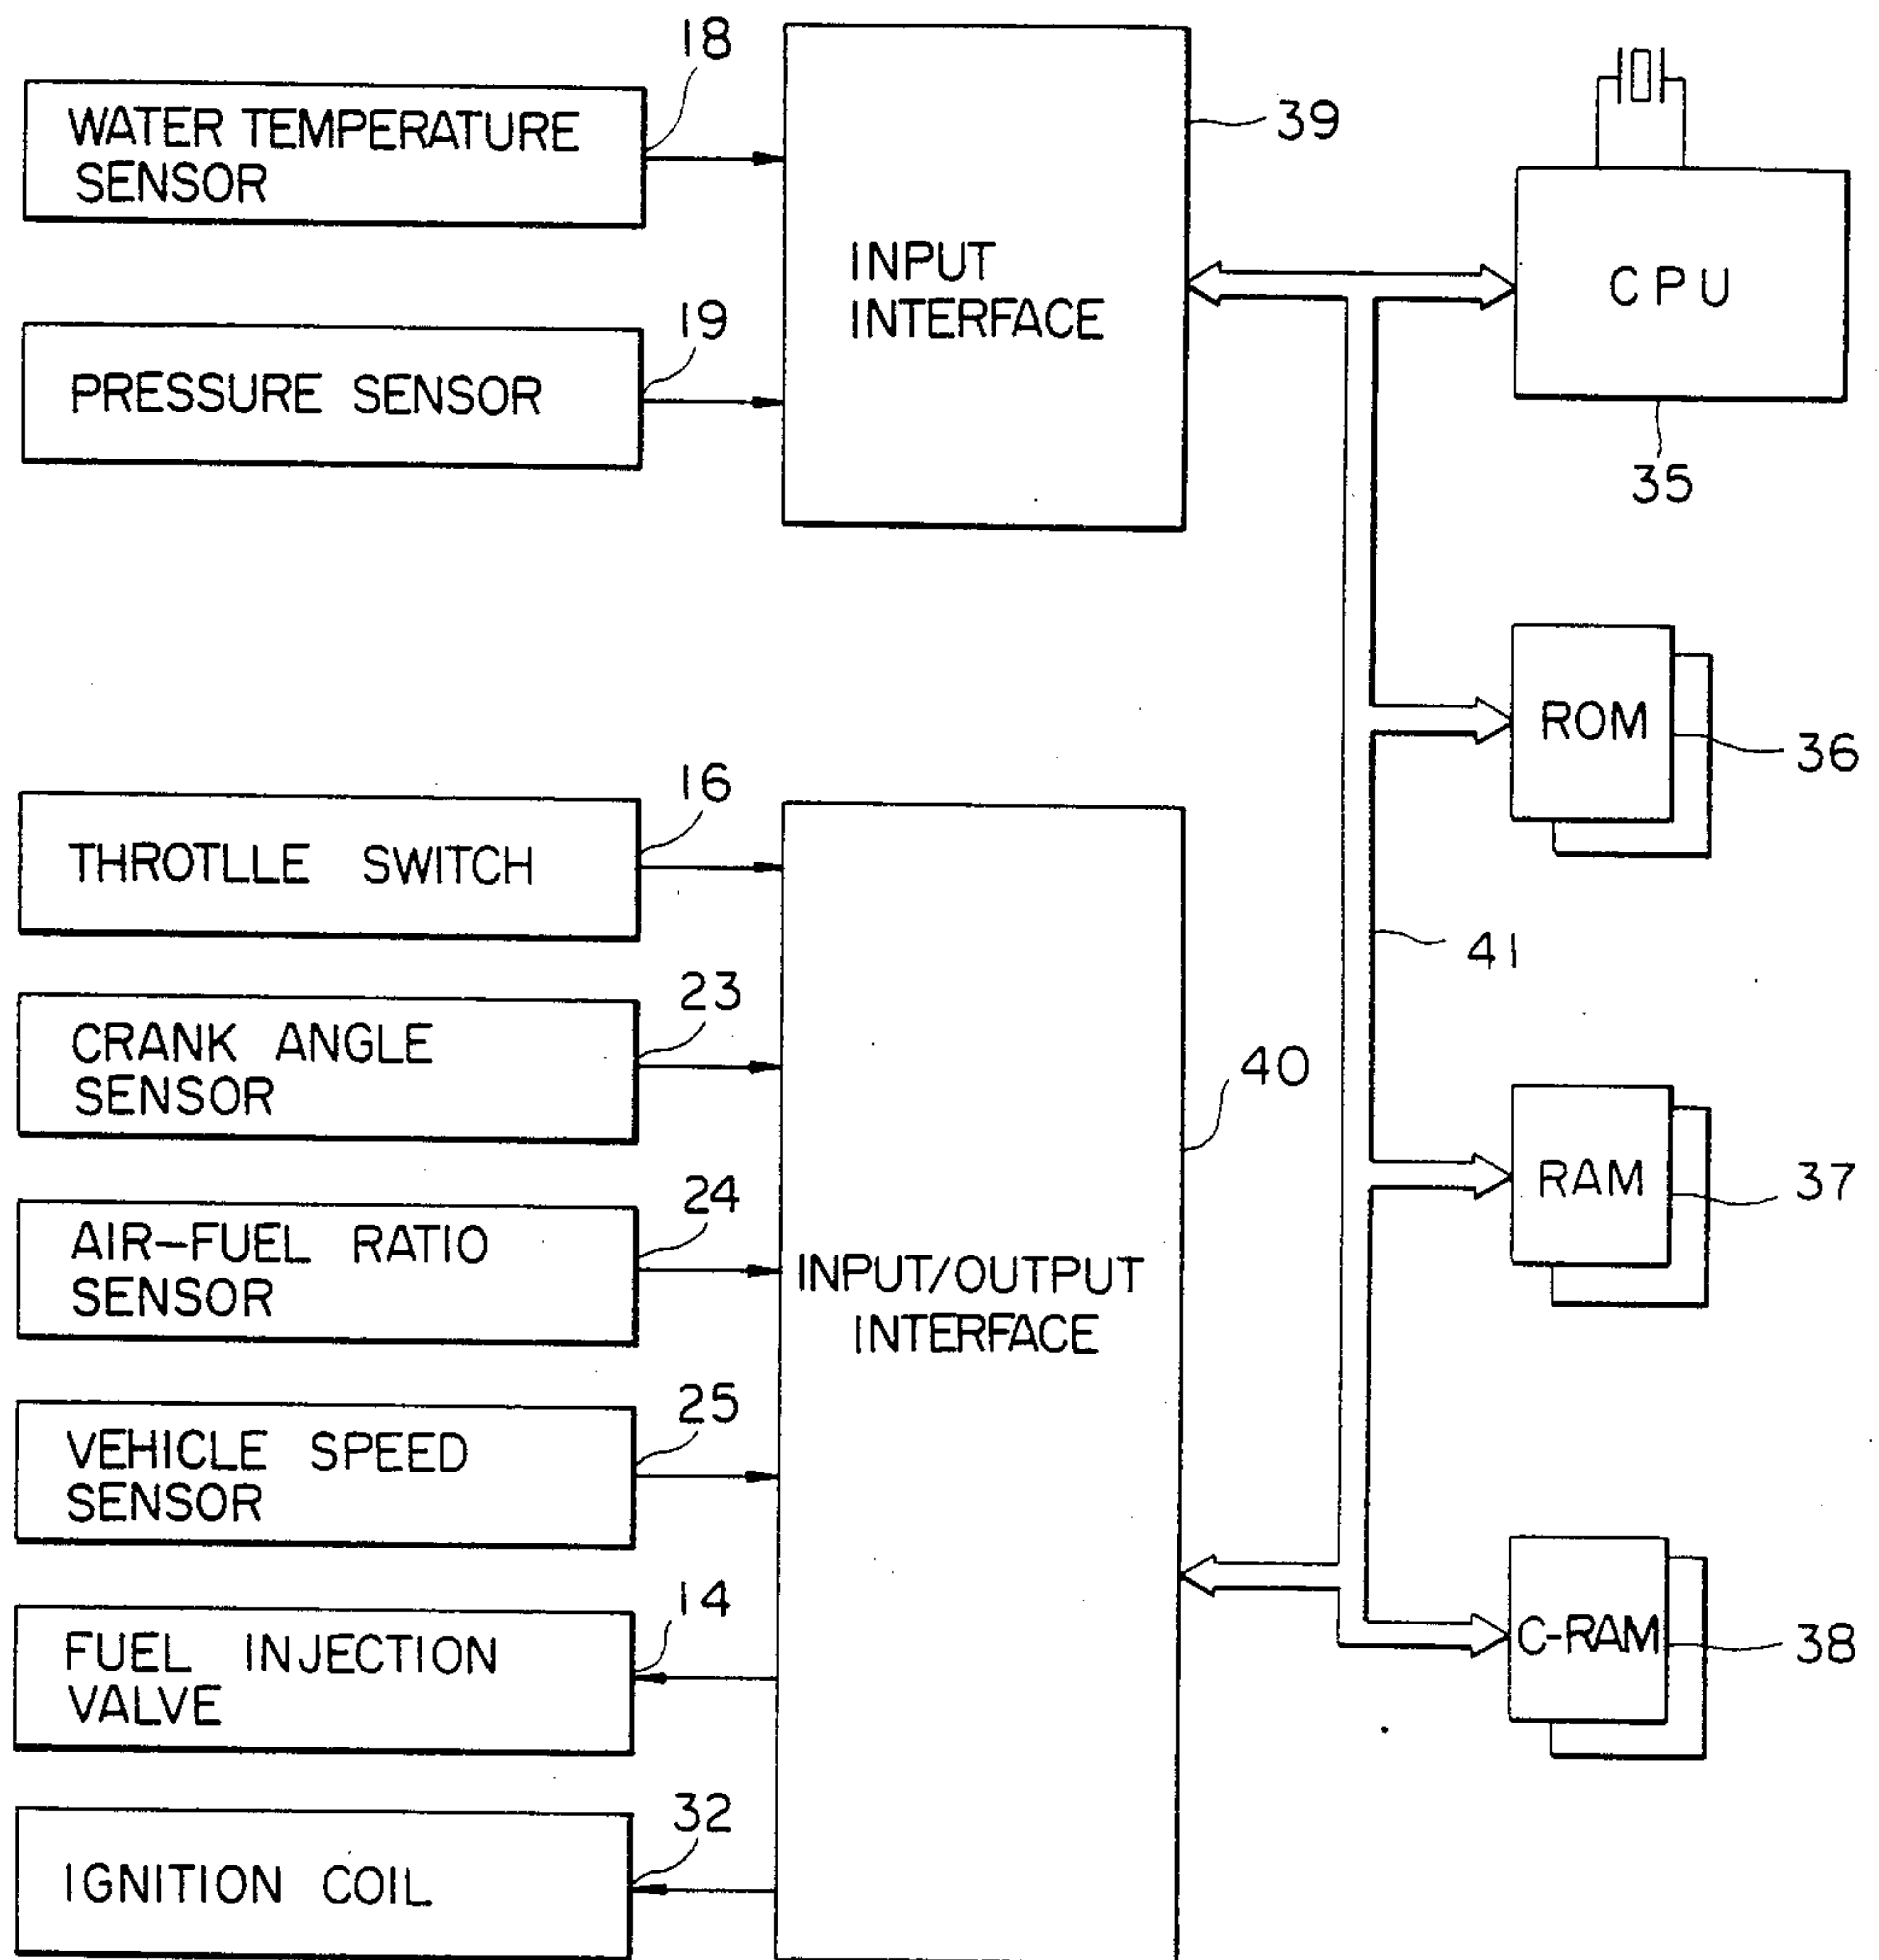 18
WATER TEMPERATURE
SENSOR
39
INPUT
INTERFACE
CPU
35
19
PRESSURE SENSOR
ROM
36
16
THROTLLE SWITCH
41
23
CRANK ANGLE
SENSOR
40
RAM
37
24
AIR-FUEL RATIO
SENSOR
INPUT/OUTPUT
INTERFACE
25
VEHICLE SPEED
SENSOR
14
FUEL INJECTION
VALVE
C-RAM
38
32
IGNITION COIL